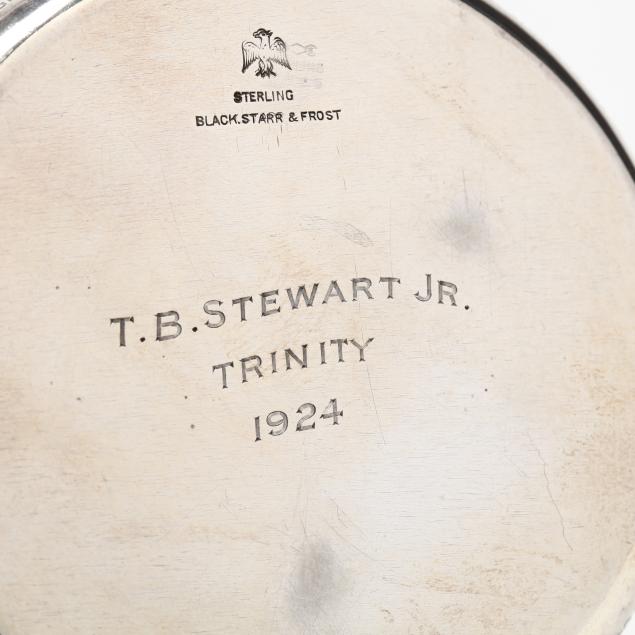 STERLING
BLACK.STARR & FROST
T.B.STEWART JR.
TRINITY
1924